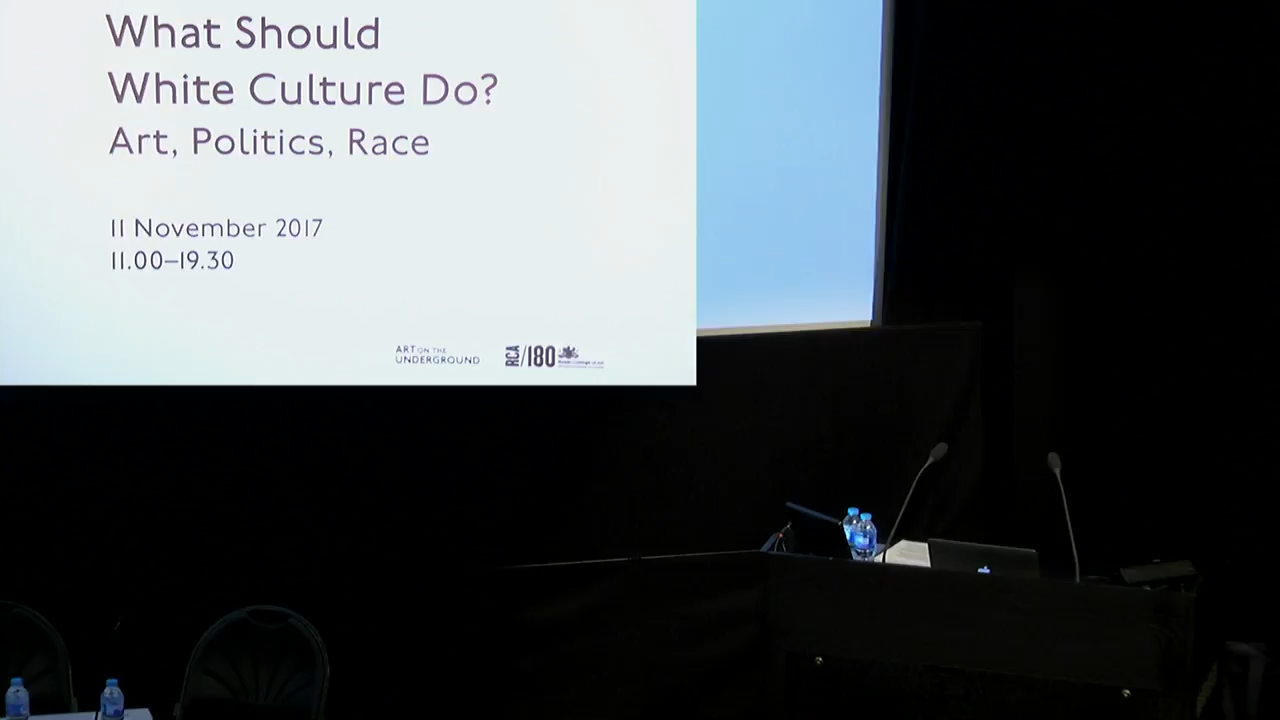 What Should
White Culture Do?
Art, Politics, Race
11 November 2017
11.00–19.30
ART ON THE
UNDERGROUND
RCA/180